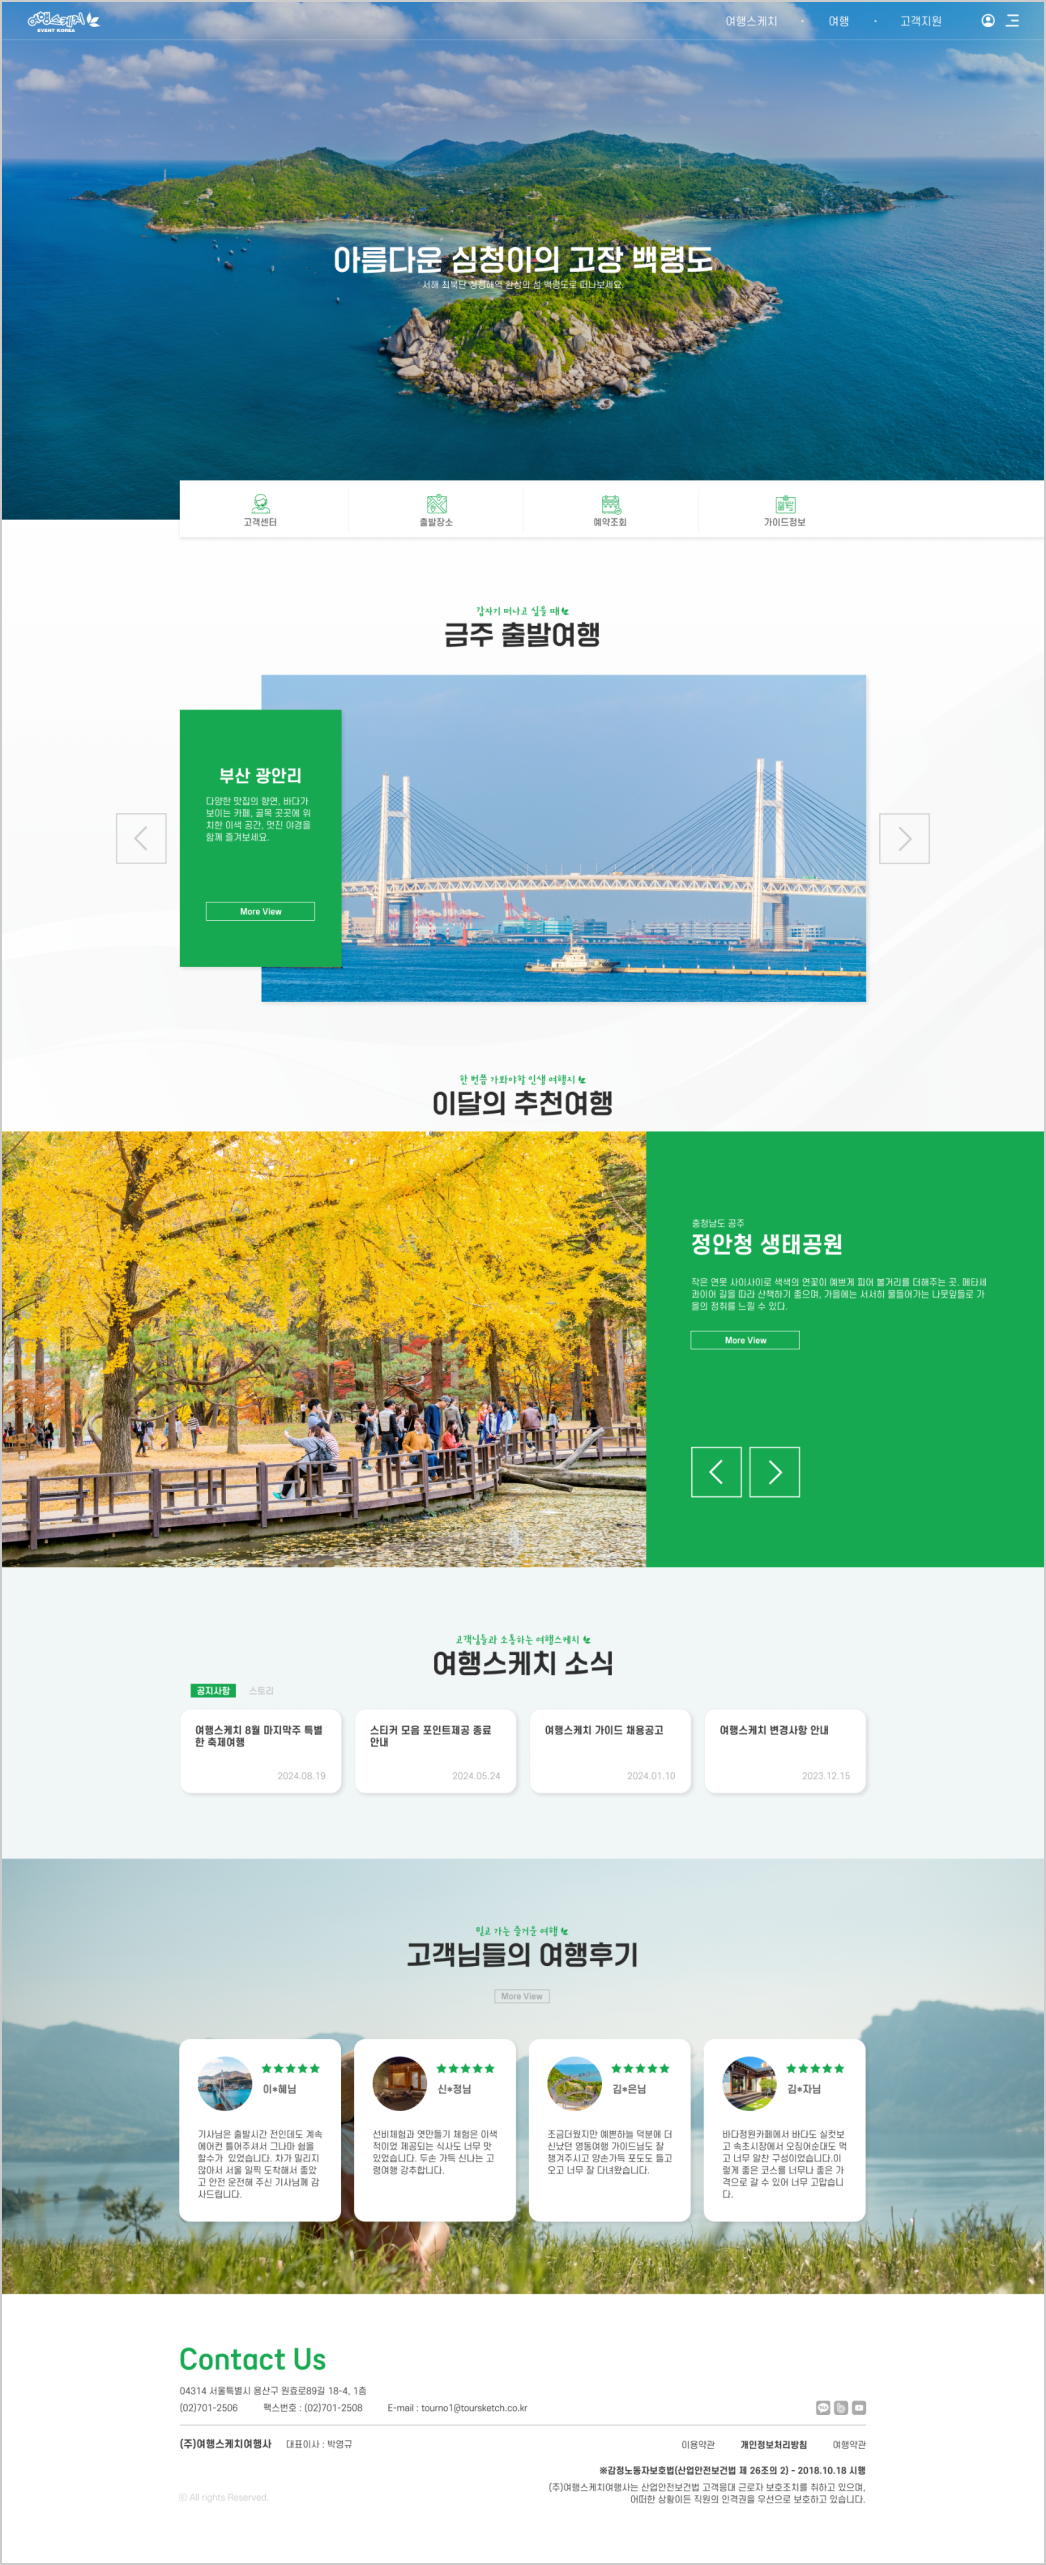 여행스케치
EVENT KOREA
여행스케치 · 여행 · 고객지원
아름다운 심청이의 고장 백령도
서해 최북단 청정해역 환상의 섬 백령도로 떠나보세요.
고객센터
출발장소
예약조회
가이드정보
갑자기 떠나고 싶을 때
금주 출발여행
부산 광안리
다양한 맛집의 향연, 바다가
보이는 카페, 골목 곳곳에 위
치한 이색 공간, 멋진 야경을
함께 즐겨보세요.
More View
한 번쯤 가봐야할 인생 여행지
이달의 추천여행
충청남도 공주
정안청 생태공원
작은 연못 사이사이로 색색의 연꽃이 예쁘게 피어 볼거리를 더해주는 곳. 메타세
콰이어 길을 따라 산책하기 좋으며, 가을에는 서서히 물들어가는 나뭇잎들로 가
을의 정취를 느낄 수 있다.
More View
고객님들과 소통하는 여행스케치
여행스케치 소식
공지사항 스토리
여행스케치 8월 마지막주 특별
한 축제여행
2024.08.19
스티커 모음 포인트제공 종료
안내
2024.05.24
여행스케치 가이드 채용공고
2024.01.10
여행스케치 변경사항 안내
2023.12.15
믿고 가는 즐거운 여행
고객님들의 여행후기
More View
이*혜님
기사님은 출발시간 전인데도 계속
에어컨 틀어주셔서 그나마 쉼을
할수가 있었습니다. 차가 밀리지
않아서 서울 일찍 도착해서 좋았
고 안전 운전해 주신 기사님께 감
사드립니다.
신*정님
선비체험과 엿만들기 체험은 이색
적이었 제공되는 식사도 너무 맛
있었습니다. 두손 가득 신나는 고
령여행 강추합니다.
김*은님
조금더웠지만 예쁜하늘 덕분에 더
신났던 영동여행 가이드님도 잘
챙겨주시고 양손가득 포도도 들고
오고 너무 잘 다녀왔습니다.
김*자님
바다정원카페에서 바다도 실컷보
고 속초시장에서 오징어순대도 먹
고 너무 알찬 구성이었습니다.이
렇게 좋은 코스를 너무나 좋은 가
격으로 갈 수 있어 너무 고맙습니
다.
Contact Us
04314 서울특별시 용산구 원효로89길 18-4, 1층
(02)701-2506 팩스번호 : (02)701-2508 E-mail : tourno1@toursketch.co.kr
(주)여행스케치여행사 대표이사 : 박영규
이용약관 개인정보처리방침 여행약관
※감정노동자보호법(산업안전보건법 제 26조의 2) - 2018.10.18 시행
(주)여행스케치여행사는 산업안전보건법 고객응대 근로자 보호조치를 취하고 있으며,
어떠한 상황이든 직원의 인격권을 우선으로 보호하고 있습니다.
ⓒ All rights Reserved.